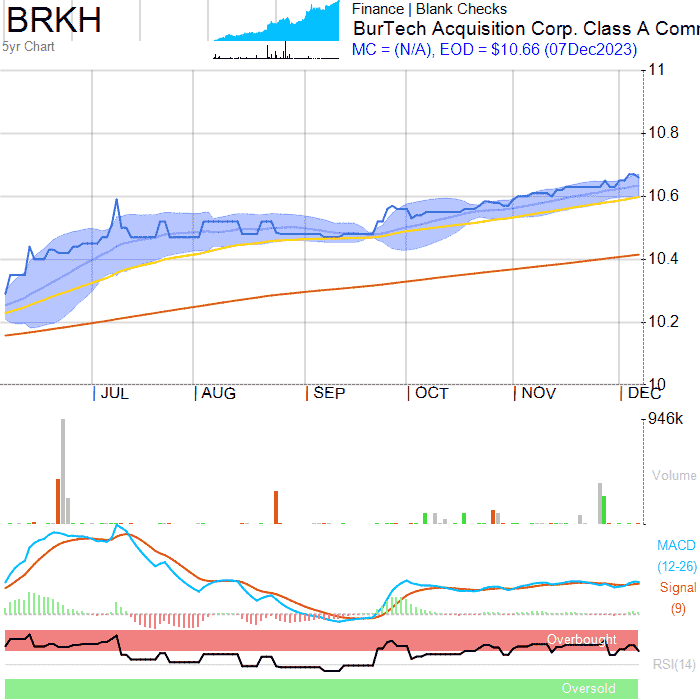 BRKH
5yr Chart
Finance | Blank Checks
BurTech Acquisition Corp. Class A Comm
MC = (N/A), EOD = $10.66 (07Dec2023)
11
10.8
10.6
10.4
10.2
10
JUL
AUG
SEP
OCT
NOV
DEC
946k
Volume
MACD
(12-26)
Signal
(9)
Overbought
RSI(14)
Oversold